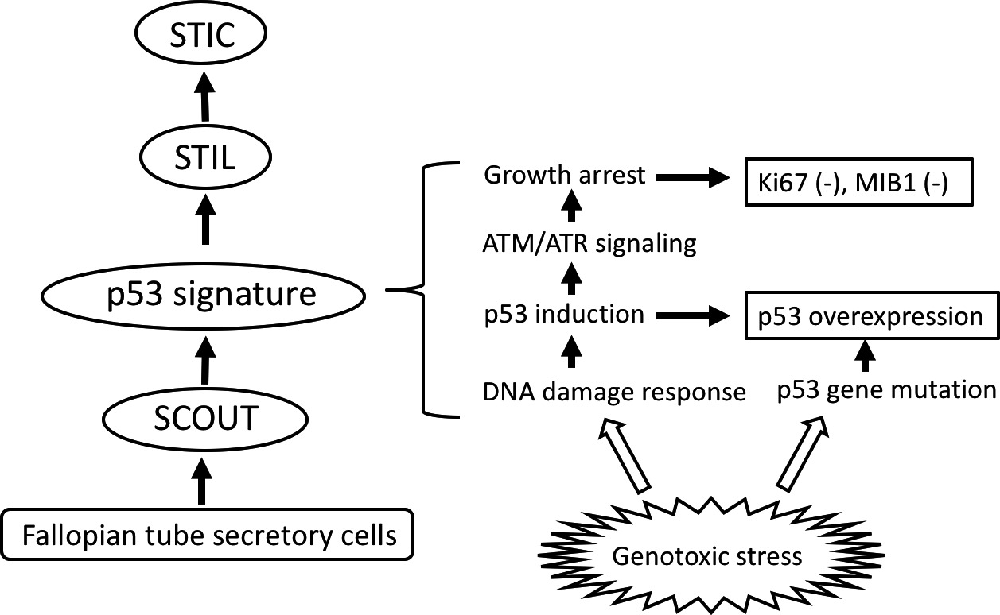 STIC
STIL
p53 signature
SCOUT
Fallopian tube secretory cells
Growth arrest
Ki67 (-), MIB1 (-)
ATM/ATR signaling
p53 induction
p53 overexpression
DNA damage response
p53 gene mutation
Genotoxic stress